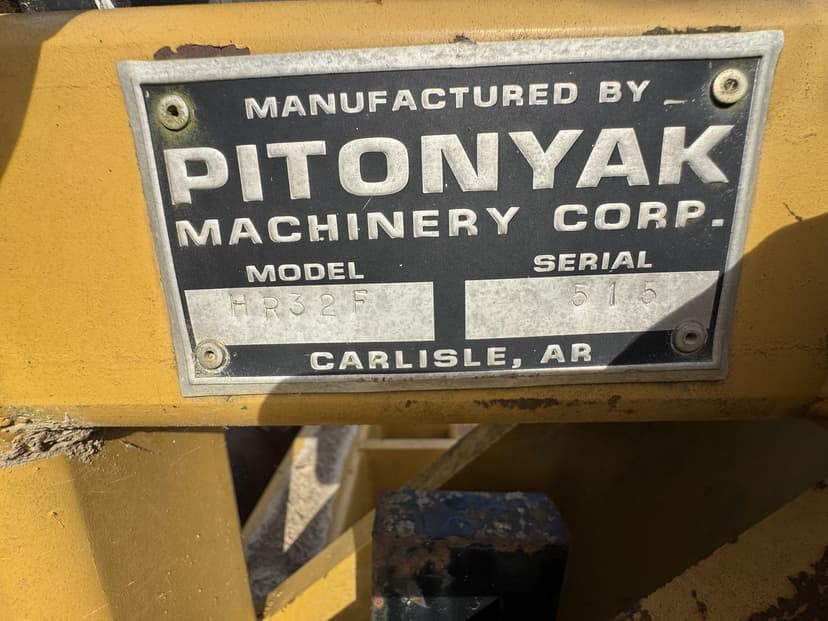 MANUFACTURED BY
PITONYAK
MACHINERY CORP.
MODEL SERIAL
HR32F 515
CARLISLE, AR